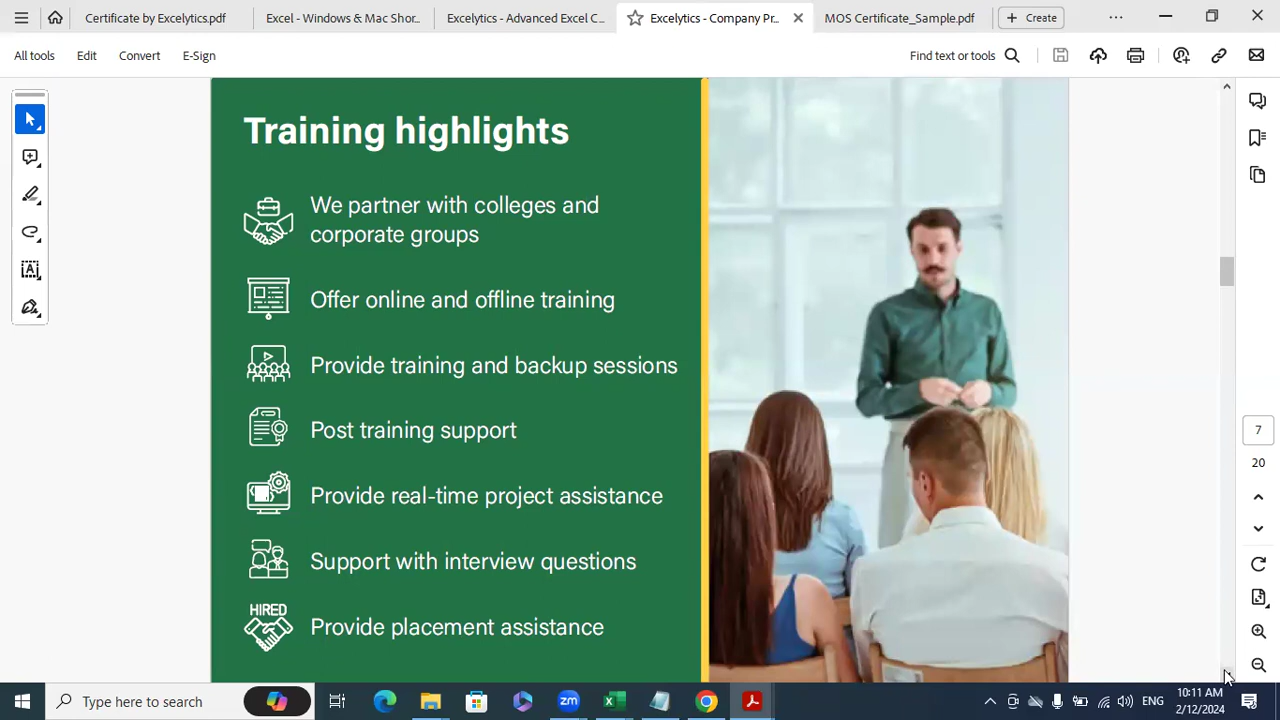 Certificate by Excelytics.pdf
Excel - Windows & Mac Shor...
Excelytics - Advanced Excel C...
Excelytics - Company Pr...
MOS Certificate_Sample.pdf
Create
All tools
Edit
Convert
E-Sign
Find text or tools
Training highlights
We partner with colleges and
corporate groups
Offer online and offline training
Provide training and backup sessions
Post training support
Provide real-time project assistance
Support with interview questions
HIRED
Provide placement assistance
7
20
Type here to search
ENG
10:11 AM
2/12/2024